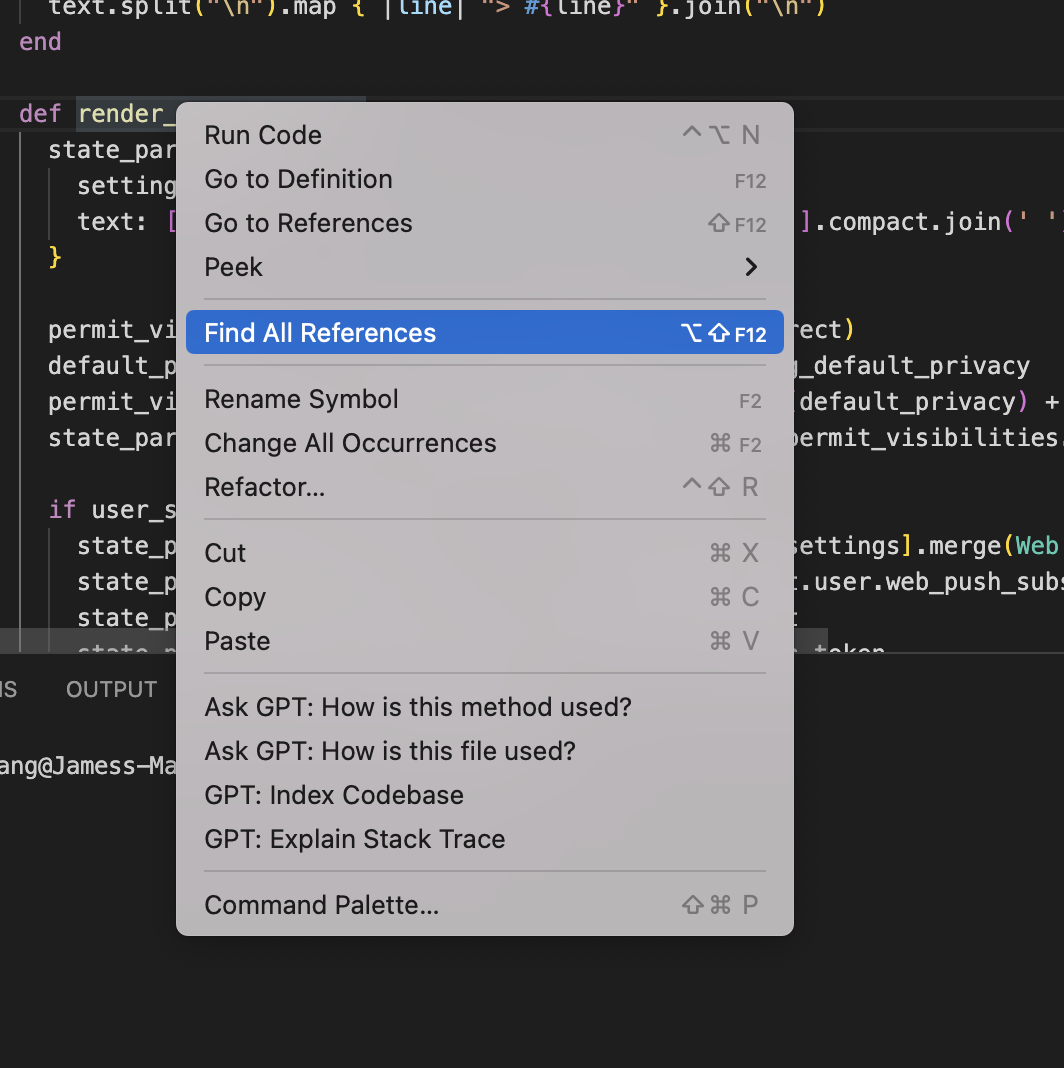 text.split("\n").map { |line| "> #{line}" }.join("\n")
end
def render_
state_par
setting
text: [ ].compact.join(' ')
}
permit_vi rect)
default_p g_default_privacy
permit_vi (default_privacy) +
state_par permit_visibilities.
if user_s
state_p settings].merge(Web
state_p t.user.web_push_subs
state_p
state_p token
Run Code ^⌥ N
Go to Definition F12
Go to References ⇧F12
Peek
Find All References ⌥⇧F12
Rename Symbol F2
Change All Occurrences ⌘ F2
Refactor... ^⇧ R
Cut ⌘ X
Copy ⌘ C
Paste ⌘ V
Ask GPT: How is this method used?
Ask GPT: How is this file used?
GPT: Index Codebase
GPT: Explain Stack Trace
Command Palette... ⇧⌘ P
MS OUTPUT
ang@Jamess-Ma